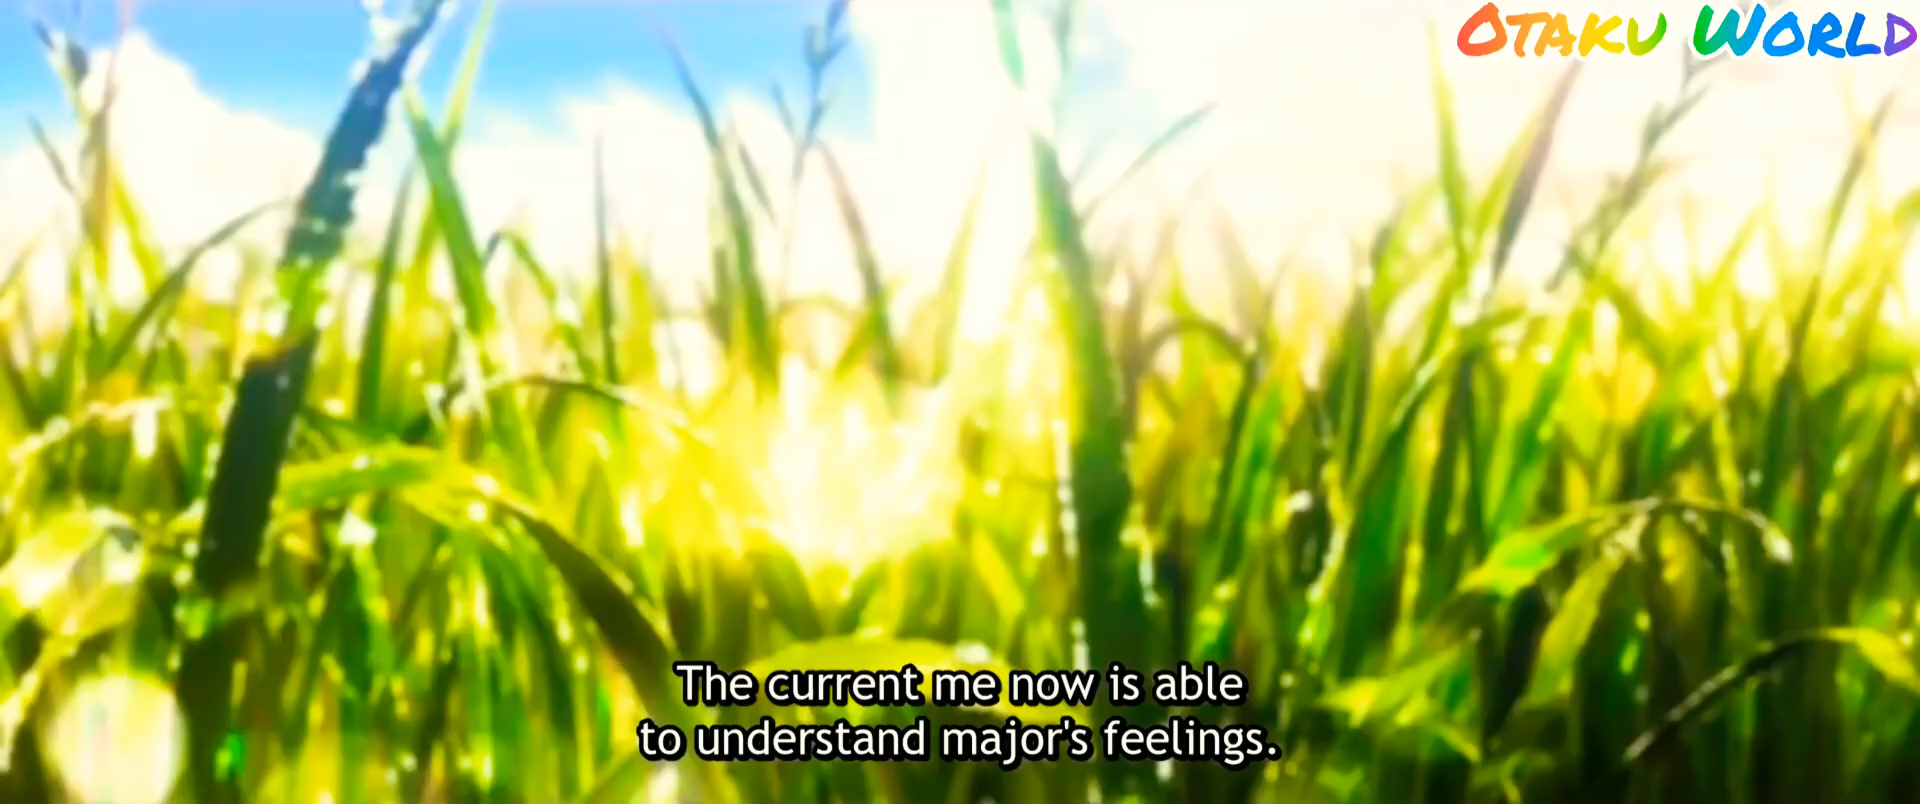 OTAKU WORLD
The current me now is able
to understand major's feelings.